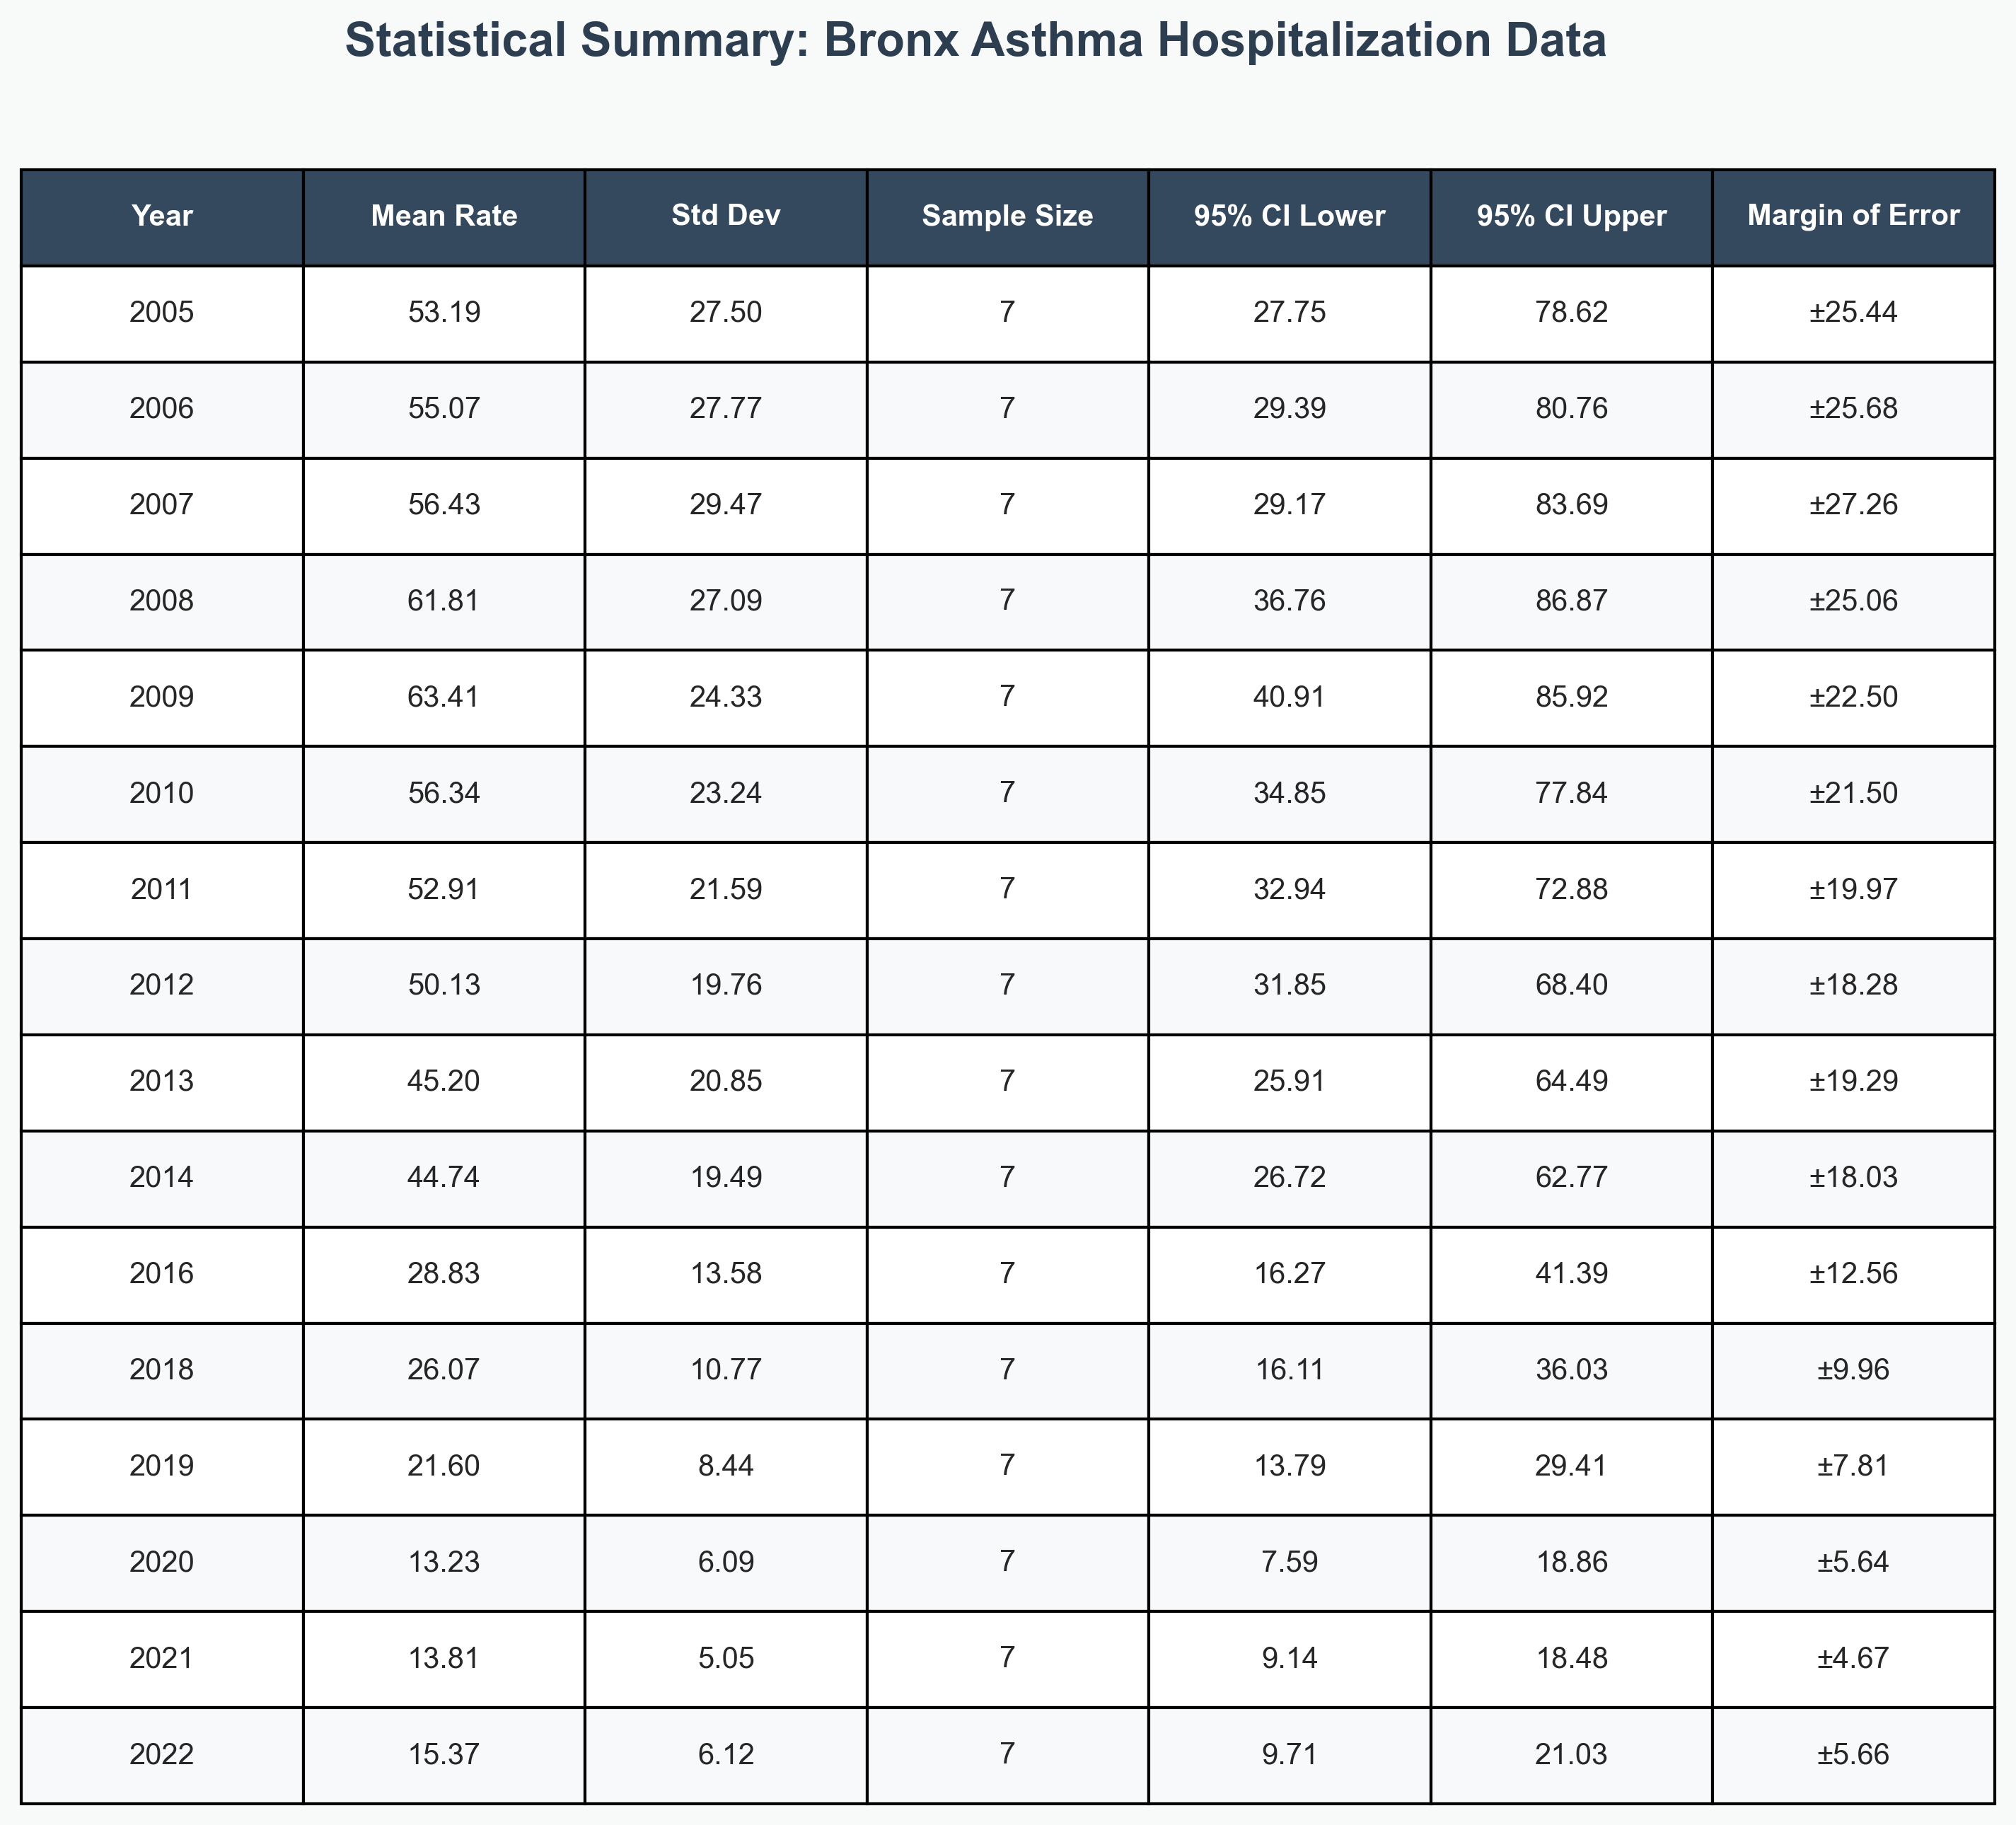 Statistical Summary: Bronx Asthma Hospitalization Data
Year Mean Rate Std Dev Sample Size 95% CI Lower 95% CI Upper Margin of Error
2005 53.19 27.50 7 27.75 78.62 ±25.44
2006 55.07 27.77 7 29.39 80.76 ±25.68
2007 56.43 29.47 7 29.17 83.69 ±27.26
2008 61.81 27.09 7 36.76 86.87 ±25.06
2009 63.41 24.33 7 40.91 85.92 ±22.50
2010 56.34 23.24 7 34.85 77.84 ±21.50
2011 52.91 21.59 7 32.94 72.88 ±19.97
2012 50.13 19.76 7 31.85 68.40 ±18.28
2013 45.20 20.85 7 25.91 64.49 ±19.29
2014 44.74 19.49 7 26.72 62.77 ±18.03
2016 28.83 13.58 7 16.27 41.39 ±12.56
2018 26.07 10.77 7 16.11 36.03 ±9.96
2019 21.60 8.44 7 13.79 29.41 ±7.81
2020 13.23 6.09 7 7.59 18.86 ±5.64
2021 13.81 5.05 7 9.14 18.48 ±4.67
2022 15.37 6.12 7 9.71 21.03 ±5.66